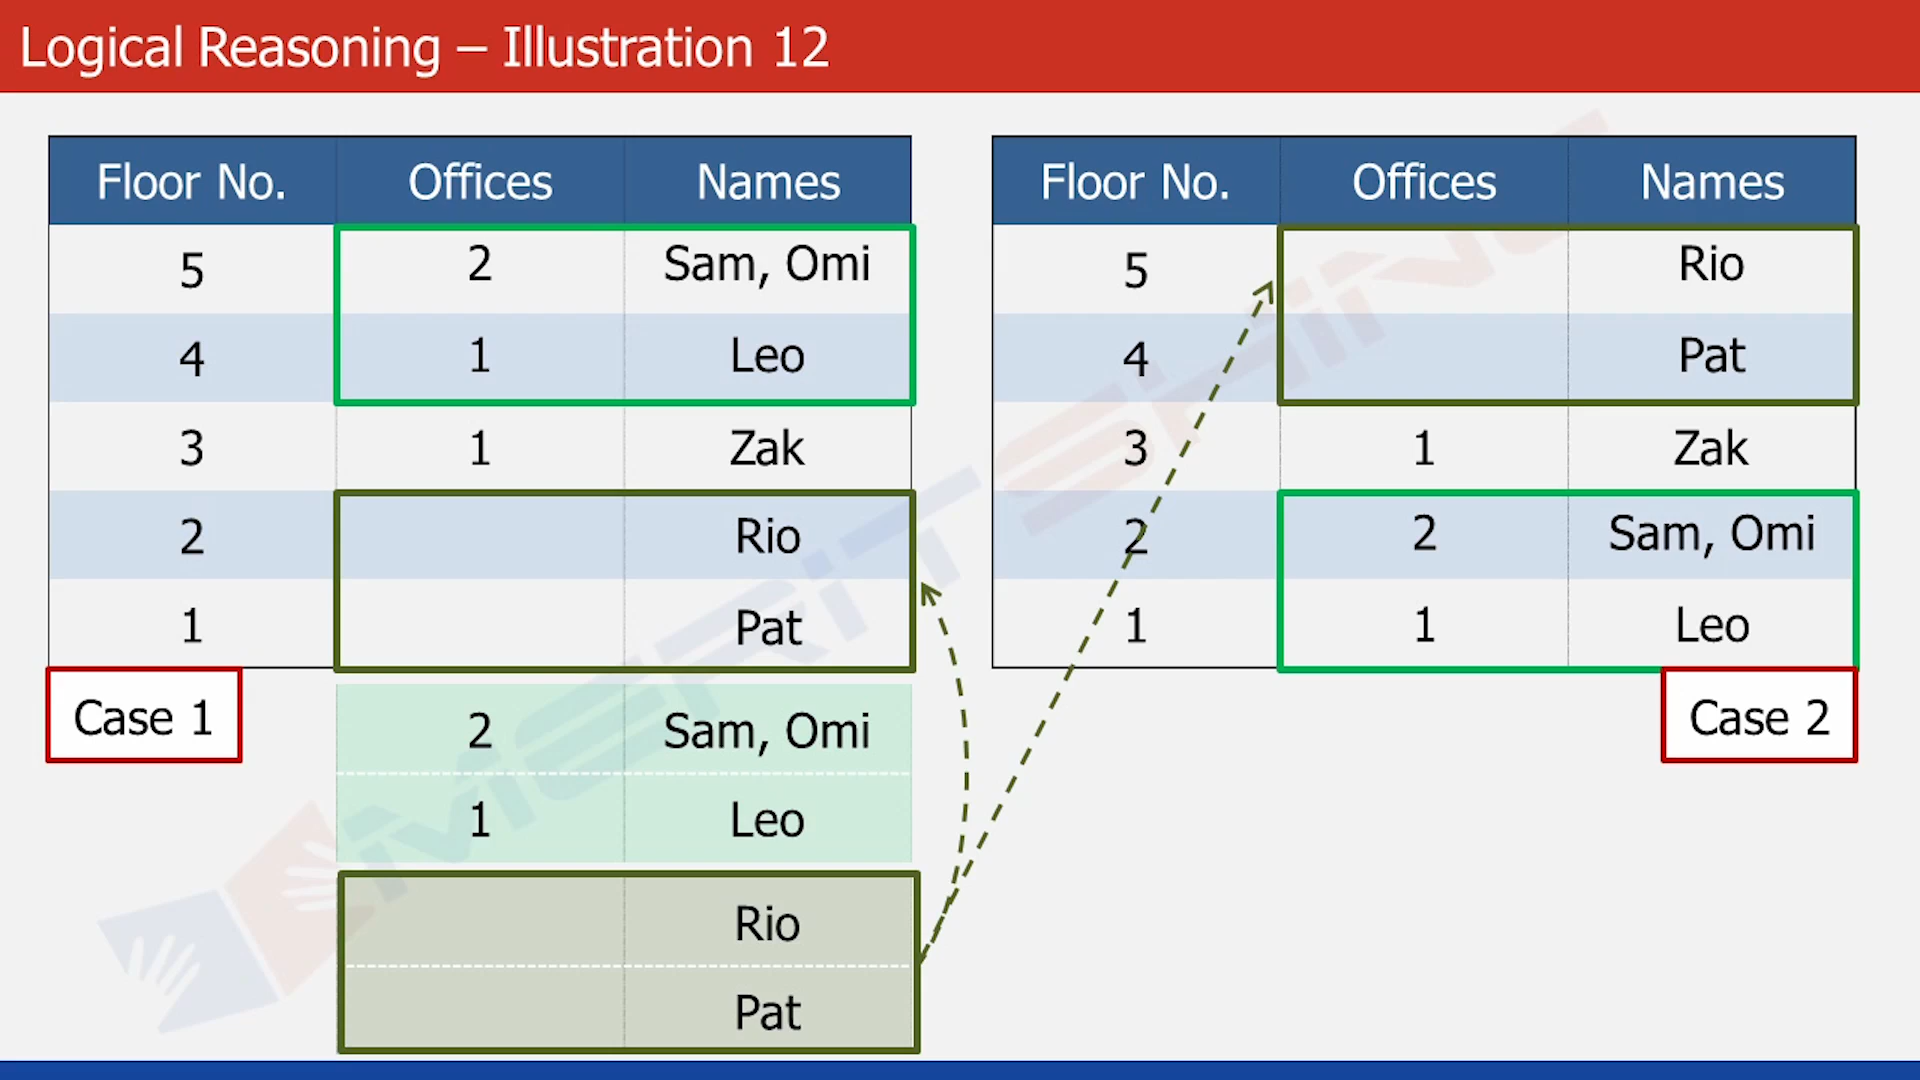 Logical Reasoning – Illustration 12
Floor No. Offices Names
5 2 Sam, Omi
4 1 Leo
3 1 Zak
2 Rio
1 Pat
Case 1
2 Sam, Omi
1 Leo
Rio
Pat
Floor No. Offices Names
5 Rio
4 Pat
3 1 Zak
2 2 Sam, Omi
1 1 Leo
Case 2
MERITSHINE